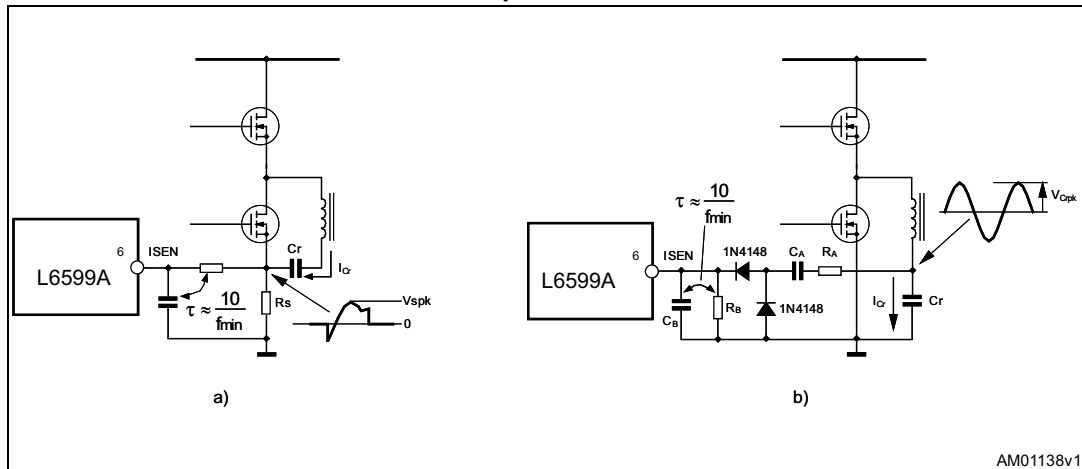 L6599A
6
ISEN
τ ≈ 10
fmin
Cr
ICr
Rs
Vspk
0
a)
L6599A
6
ISEN
τ ≈ 10
fmin
1N4148
CA
RA
CB
RB
1N4148
ICr
Cr
VCrpk
b)
AM01138v1